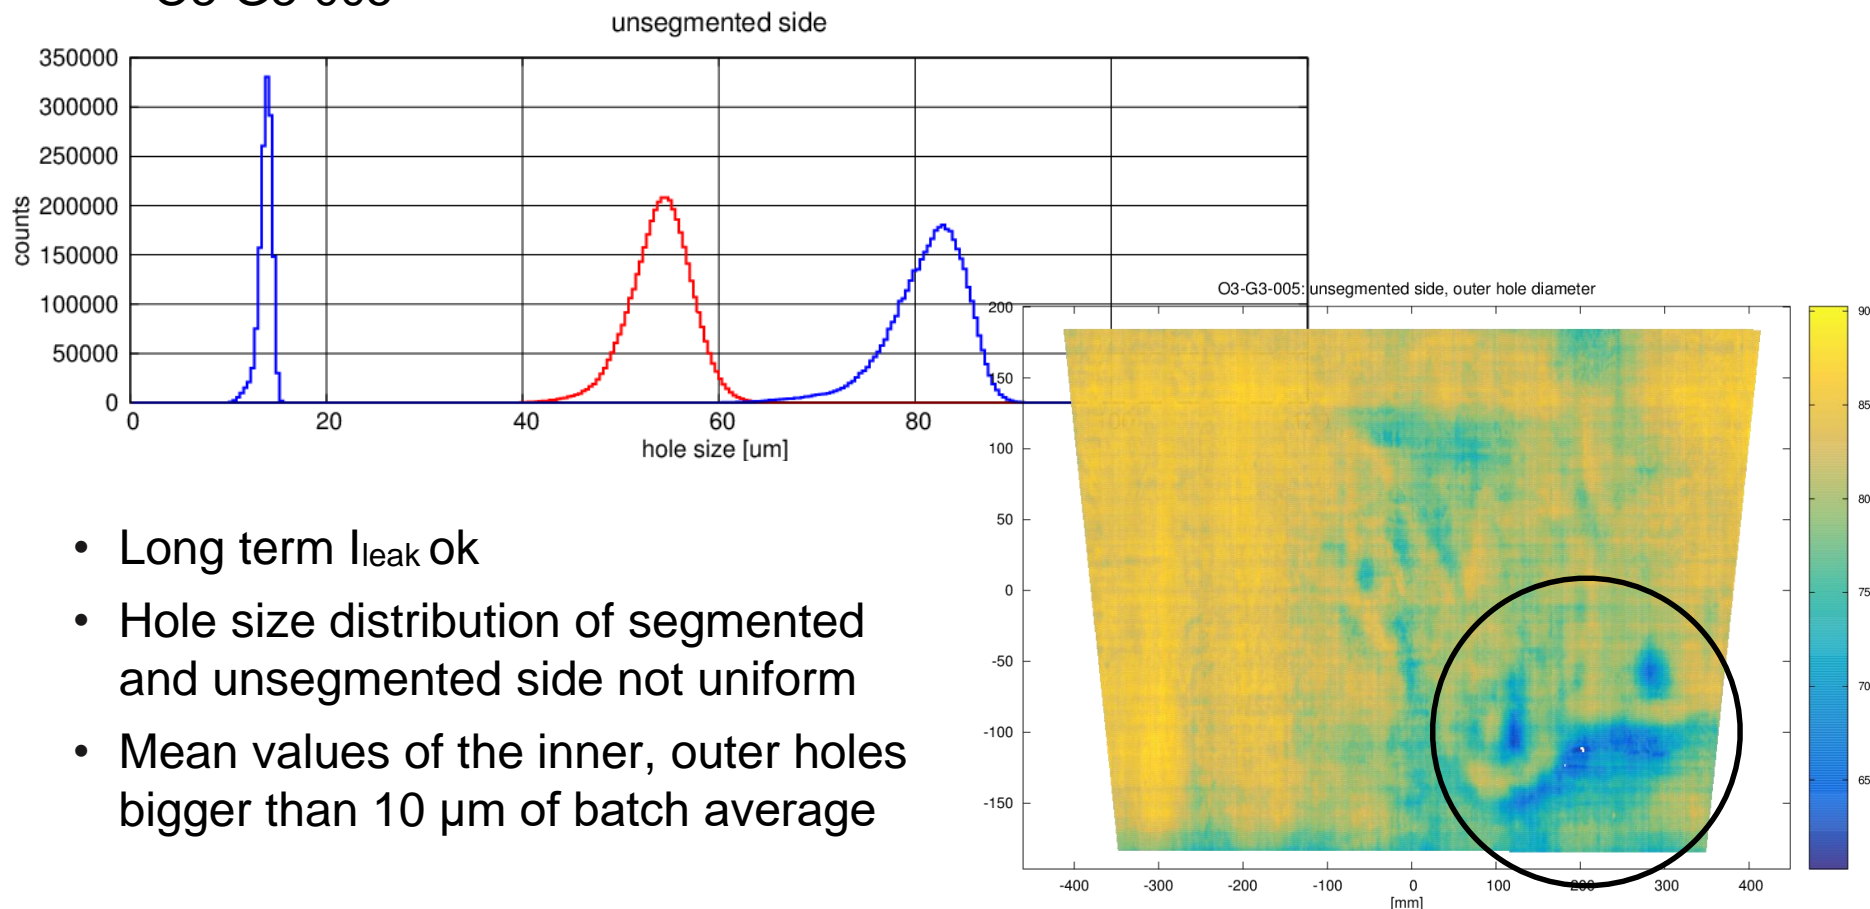 O3-G3-005
unsegmented side
350000
300000
250000
200000
150000
100000
50000
0
counts
0 20 40 60 80
hole size [um]
O3-G3-005: unsegmented side, outer hole diameter
200
150
100
50
0
-50
-100
-150
-400 -300 -200 -100 0 100 200 300 400
[mm]
90
85
80
75
70
65
• Long term Ileak ok
• Hole size distribution of segmented
and unsegmented side not uniform
• Mean values of the inner, outer holes
bigger than 10 µm of batch average